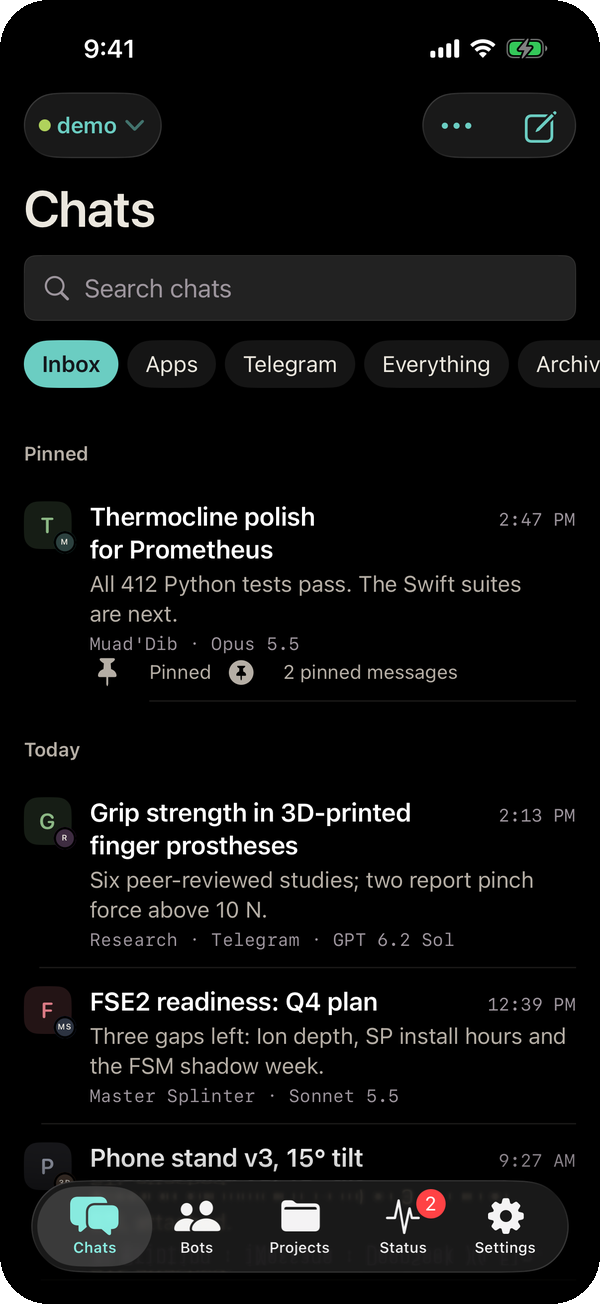 9:41
demo
Chats
Search chats
Inbox Apps Telegram Everything Archiv
Pinned
T M Thermocline polish 2:47 PM
for Prometheus
All 412 Python tests pass. The Swift suites
are next.
Muad'Dib · Opus 5.5
Pinned 2 pinned messages
Today
G R Grip strength in 3D-printed 2:13 PM
finger prostheses
Six peer-reviewed studies; two report pinch
force above 10 N.
Research · Telegram · GPT 6.2 Sol
F MS FSE2 readiness: Q4 plan 12:39 PM
Three gaps left: Ion depth, SP install hours and
the FSM shadow week.
Master Splinter · Sonnet 5.5
P Phone stand v3, 15° tilt 9:27 AM
2
Chats Bots Projects Status Settings